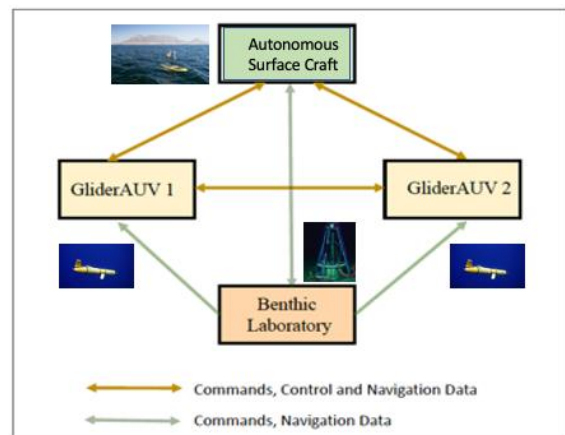 Autonomous
Surface Craft
GliderAUV 1
GliderAUV 2
Benthic
Laboratory
Commands, Control and Navigation Data
Commands, Navigation Data